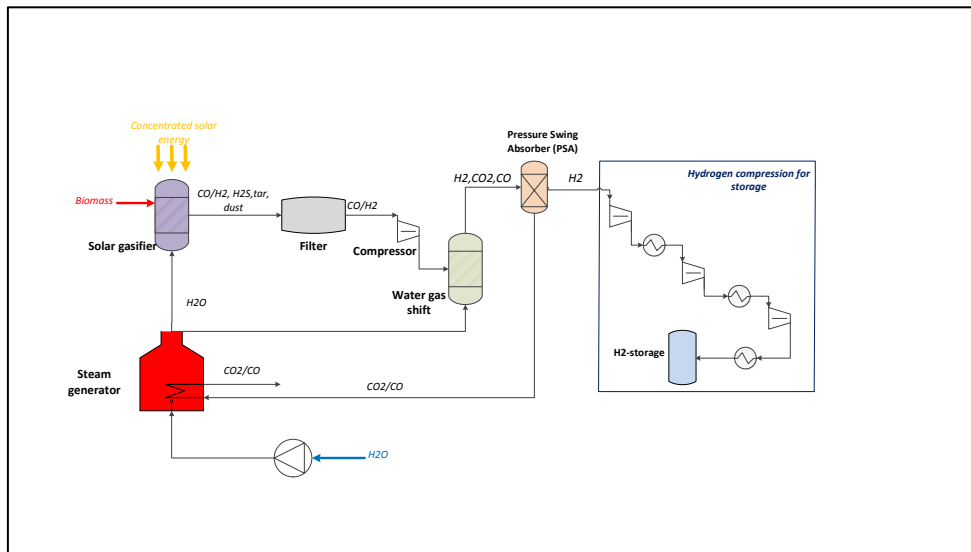 Concentrated solar
energy
Pressure Swing
Absorber (PSA)
Hydrogen compression for
storage
H2,CO2,CO
H2
CO/H2, H2S,tar,
dust
Biomass
CO/H2
Solar gasifier
Filter
Compressor
Water gas
shift
H2O
H2-storage
Steam
generator
CO2/CO
CO2/CO
H2O